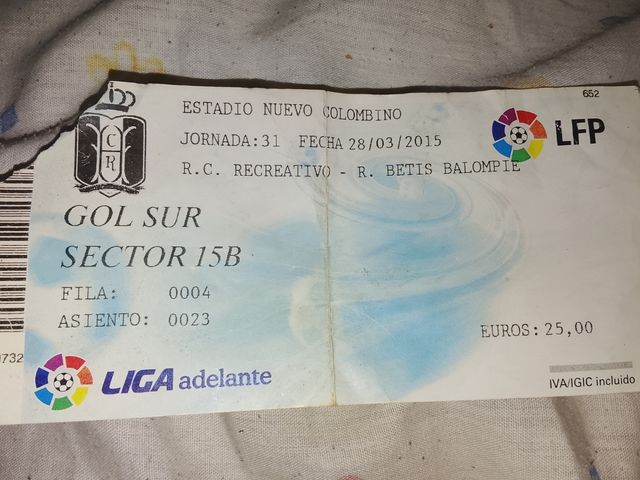 652
ESTADIO NUEVO COLOMBINO
JORNADA:31 FECHA 28/03/2015
LFP
R.C. RECREATIVO - R. BETIS BALOMPIE
GOL SUR
SECTOR 15B
FILA: 0004
ASIENTO: 0023
EUROS: 25,00
0732
LIGA adelante
IVA/IGIC incluido